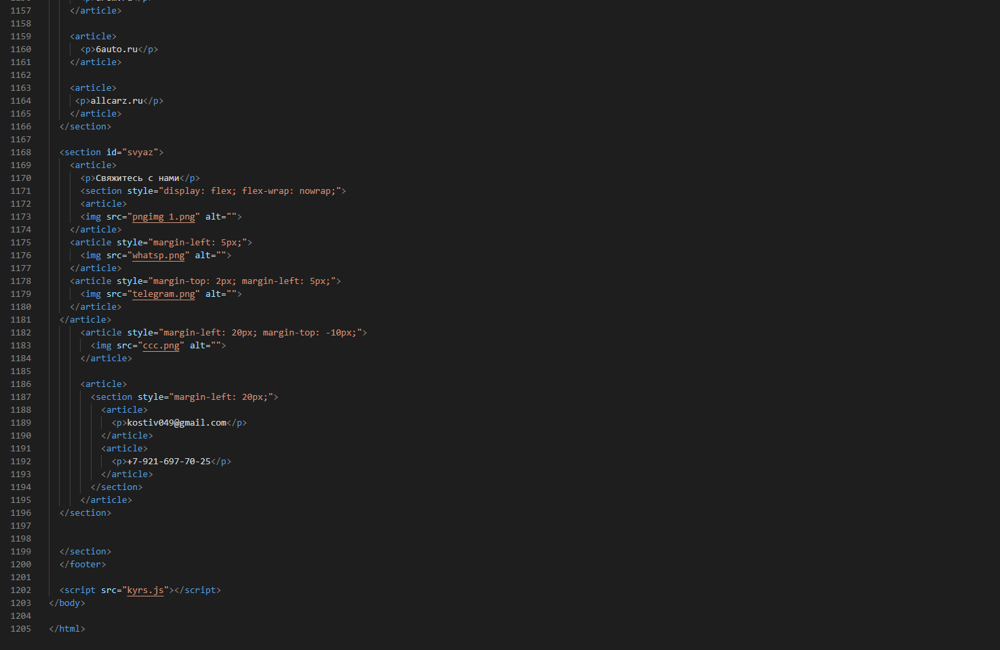 1157 </article>
1158
1159 <article>
1160 <p>6auto.ru</p>
1161 </article>
1162
1163 <article>
1164 <p>allcarz.ru</p>
1165 </article>
1166 </section>
1167
1168 <section id="svyaz">
1169 <article>
1170 <p>Свяжитесь с нами</p>
1171 <section style="display: flex; flex-wrap: nowrap;">
1172 <article>
1173 <img src="pngimg 1.png" alt="">
1174 </article>
1175 <article style="margin-left: 5px;">
1176 <img src="whatsp.png" alt="">
1177 </article>
1178 <article style="margin-top: 2px; margin-left: 5px;">
1179 <img src="telegram.png" alt="">
1180 </article>
1181 </article>
1182 <article style="margin-left: 20px; margin-top: -10px;">
1183 <img src="ccc.png" alt="">
1184 </article>
1185
1186 <article>
1187 <section style="margin-left: 20px;">
1188 <article>
1189 <p>kostiv049@gmail.com</p>
1190 </article>
1191 <article>
1192 <p>+7-921-697-70-25</p>
1193 </article>
1194 </section>
1195 </article>
1196 </section>
1197
1198
1199 </section>
1200 </footer>
1201
1202 <script src="kyrs.js"></script>
1203 </body>
1204
1205 </html>